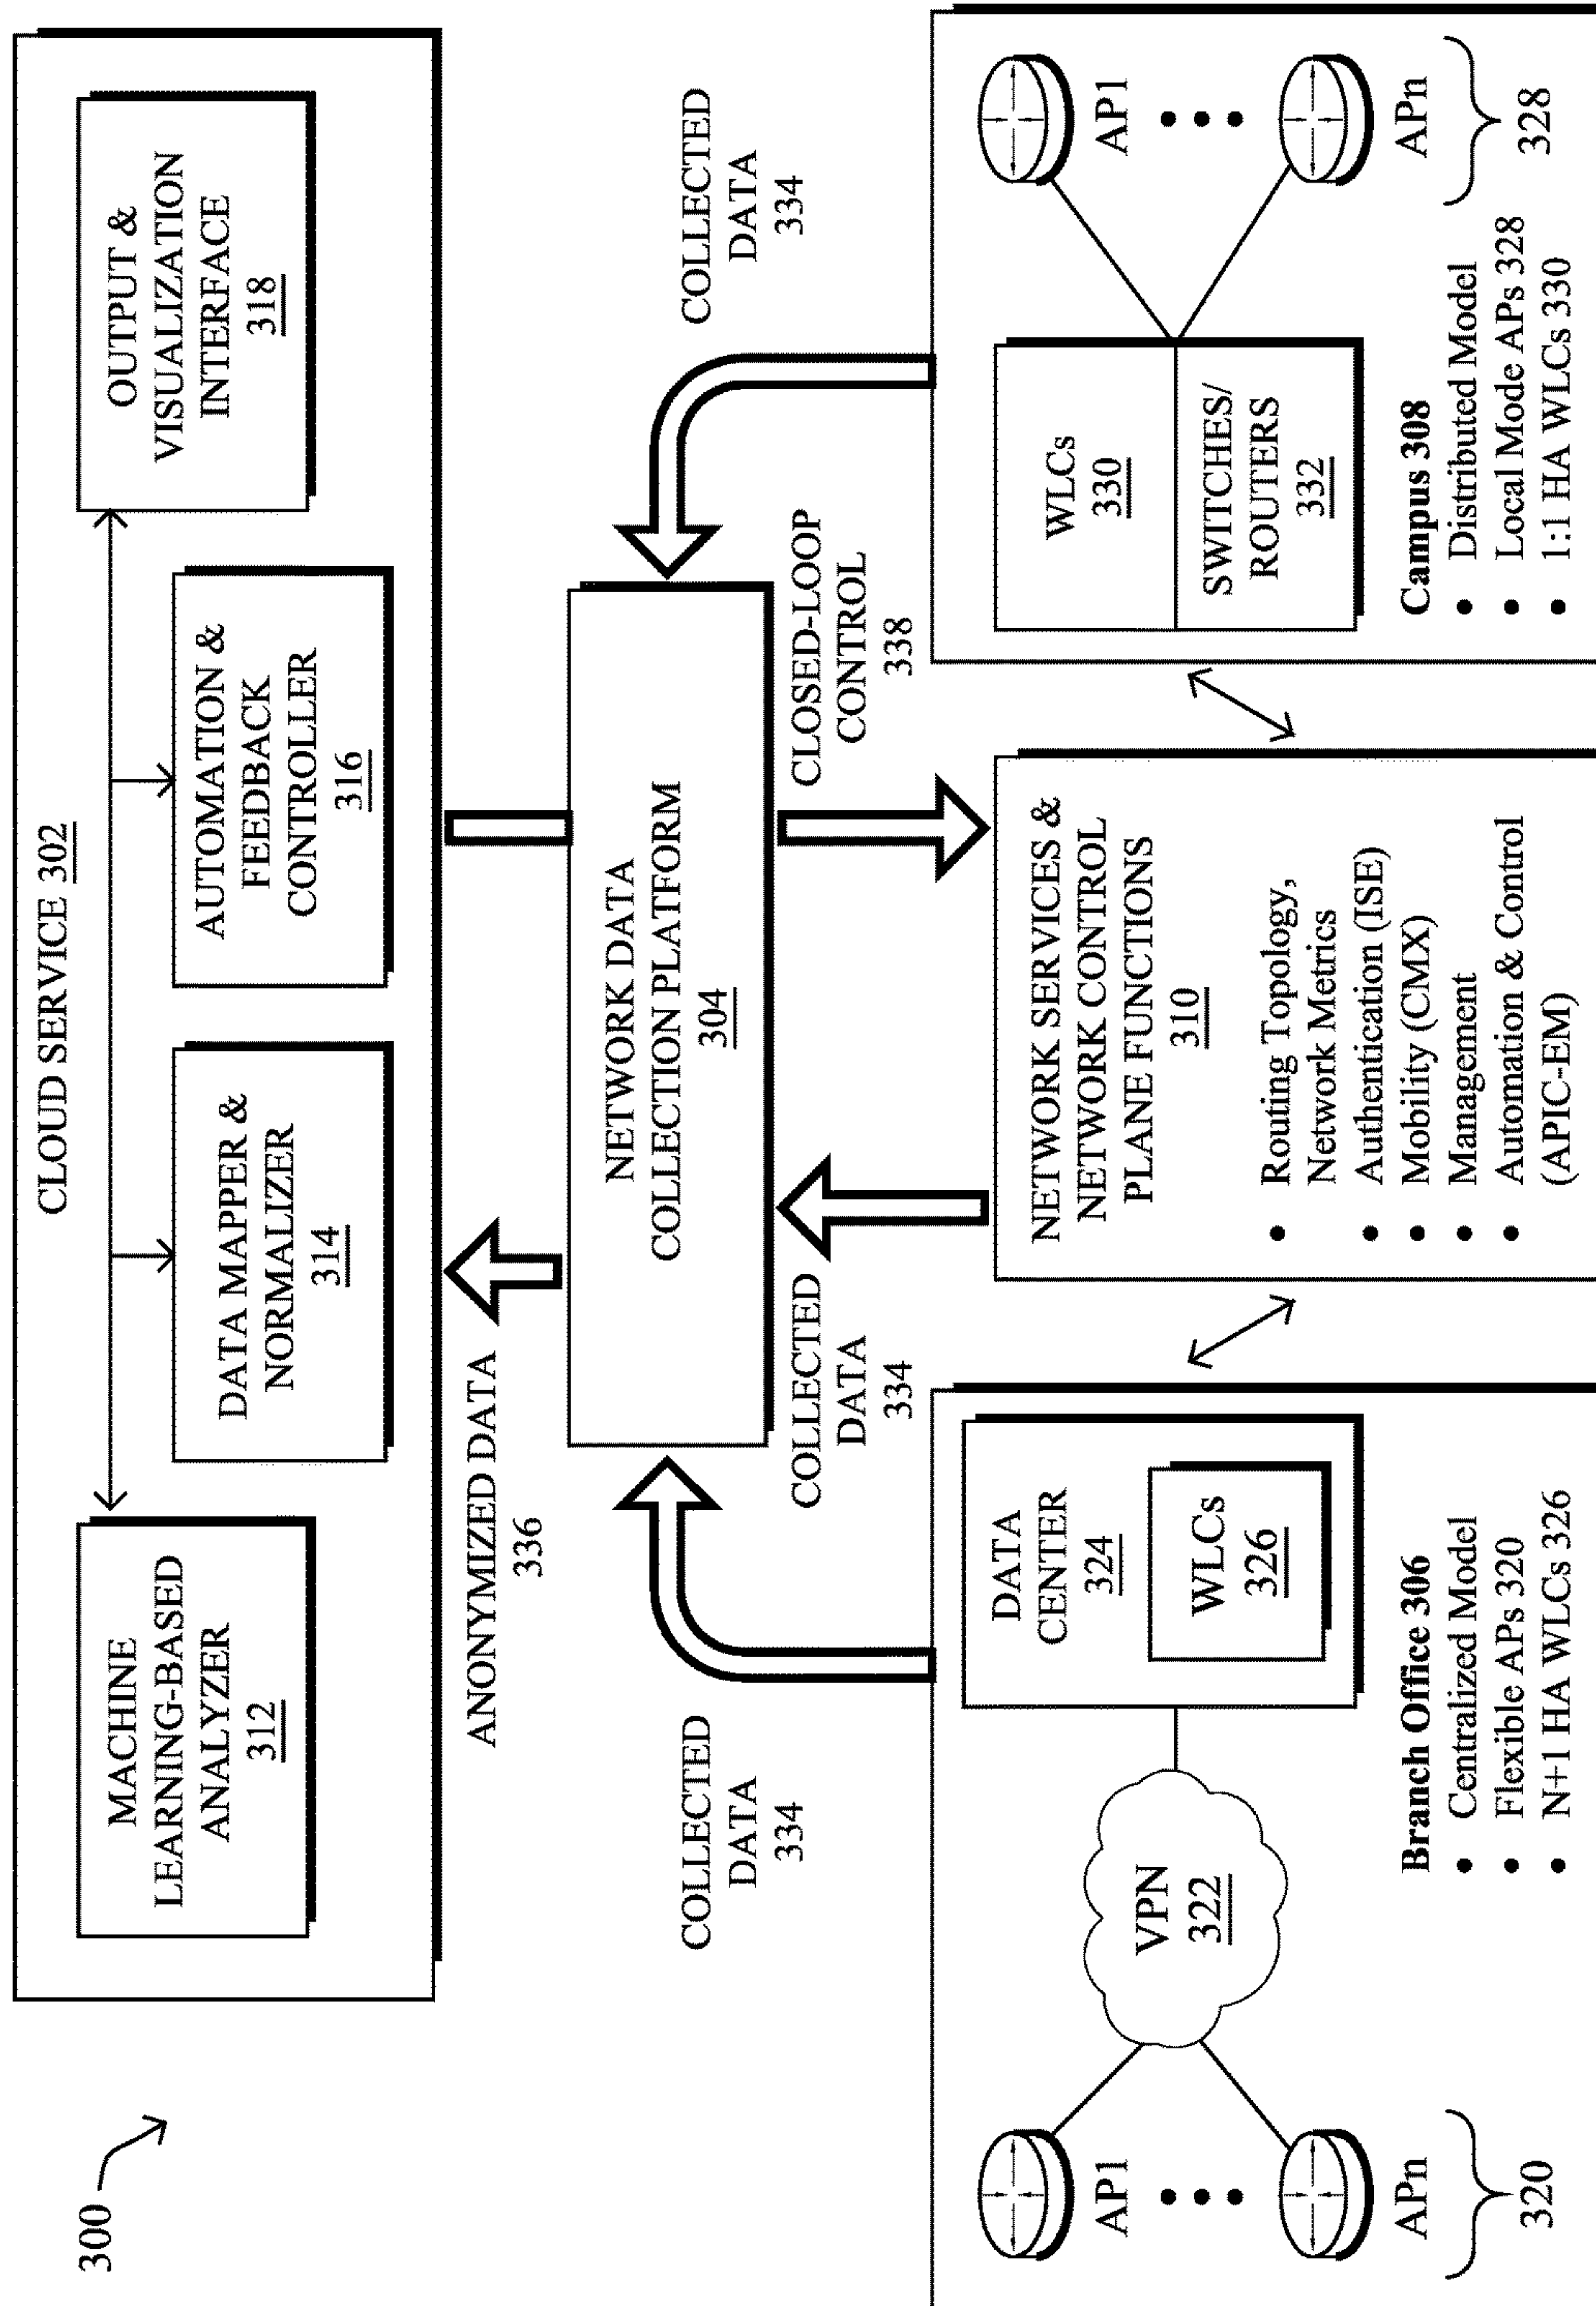 300
CLOUD SERVICE 302
MACHINE
LEARNING-BASED
ANALYZER
312
DATA MAPPER &
NORMALIZER
314
AUTOMATION &
FEEDBACK
CONTROLLER
316
OUTPUT &
VISUALIZATION
INTERFACE
318
ANONYMIZED DATA
336
COLLECTED
DATA
334
NETWORK DATA
COLLECTION PLATFORM
304
COLLECTED
DATA
334
COLLECTED
DATA
334
CLOSED-LOOP
CONTROL
338
AP1
APn
320
VPN
322
DATA
CENTER
324
WLCs
326
Branch Office 306
• Centralized Model
• Flexible APs 320
• N+1 HA WLCs 326
NETWORK SERVICES &
NETWORK CONTROL
PLANE FUNCTIONS
310
• Routing Topology,
Network Metrics
• Authentication (ISE)
• Mobility (CMX)
• Management
• Automation & Control
(APIC-EM)
WLCs
330
SWITCHES/
ROUTERS
332
AP1
APn
328
Campus 308
• Distributed Model
• Local Mode APs 328
• 1:1 HA WLCs 330